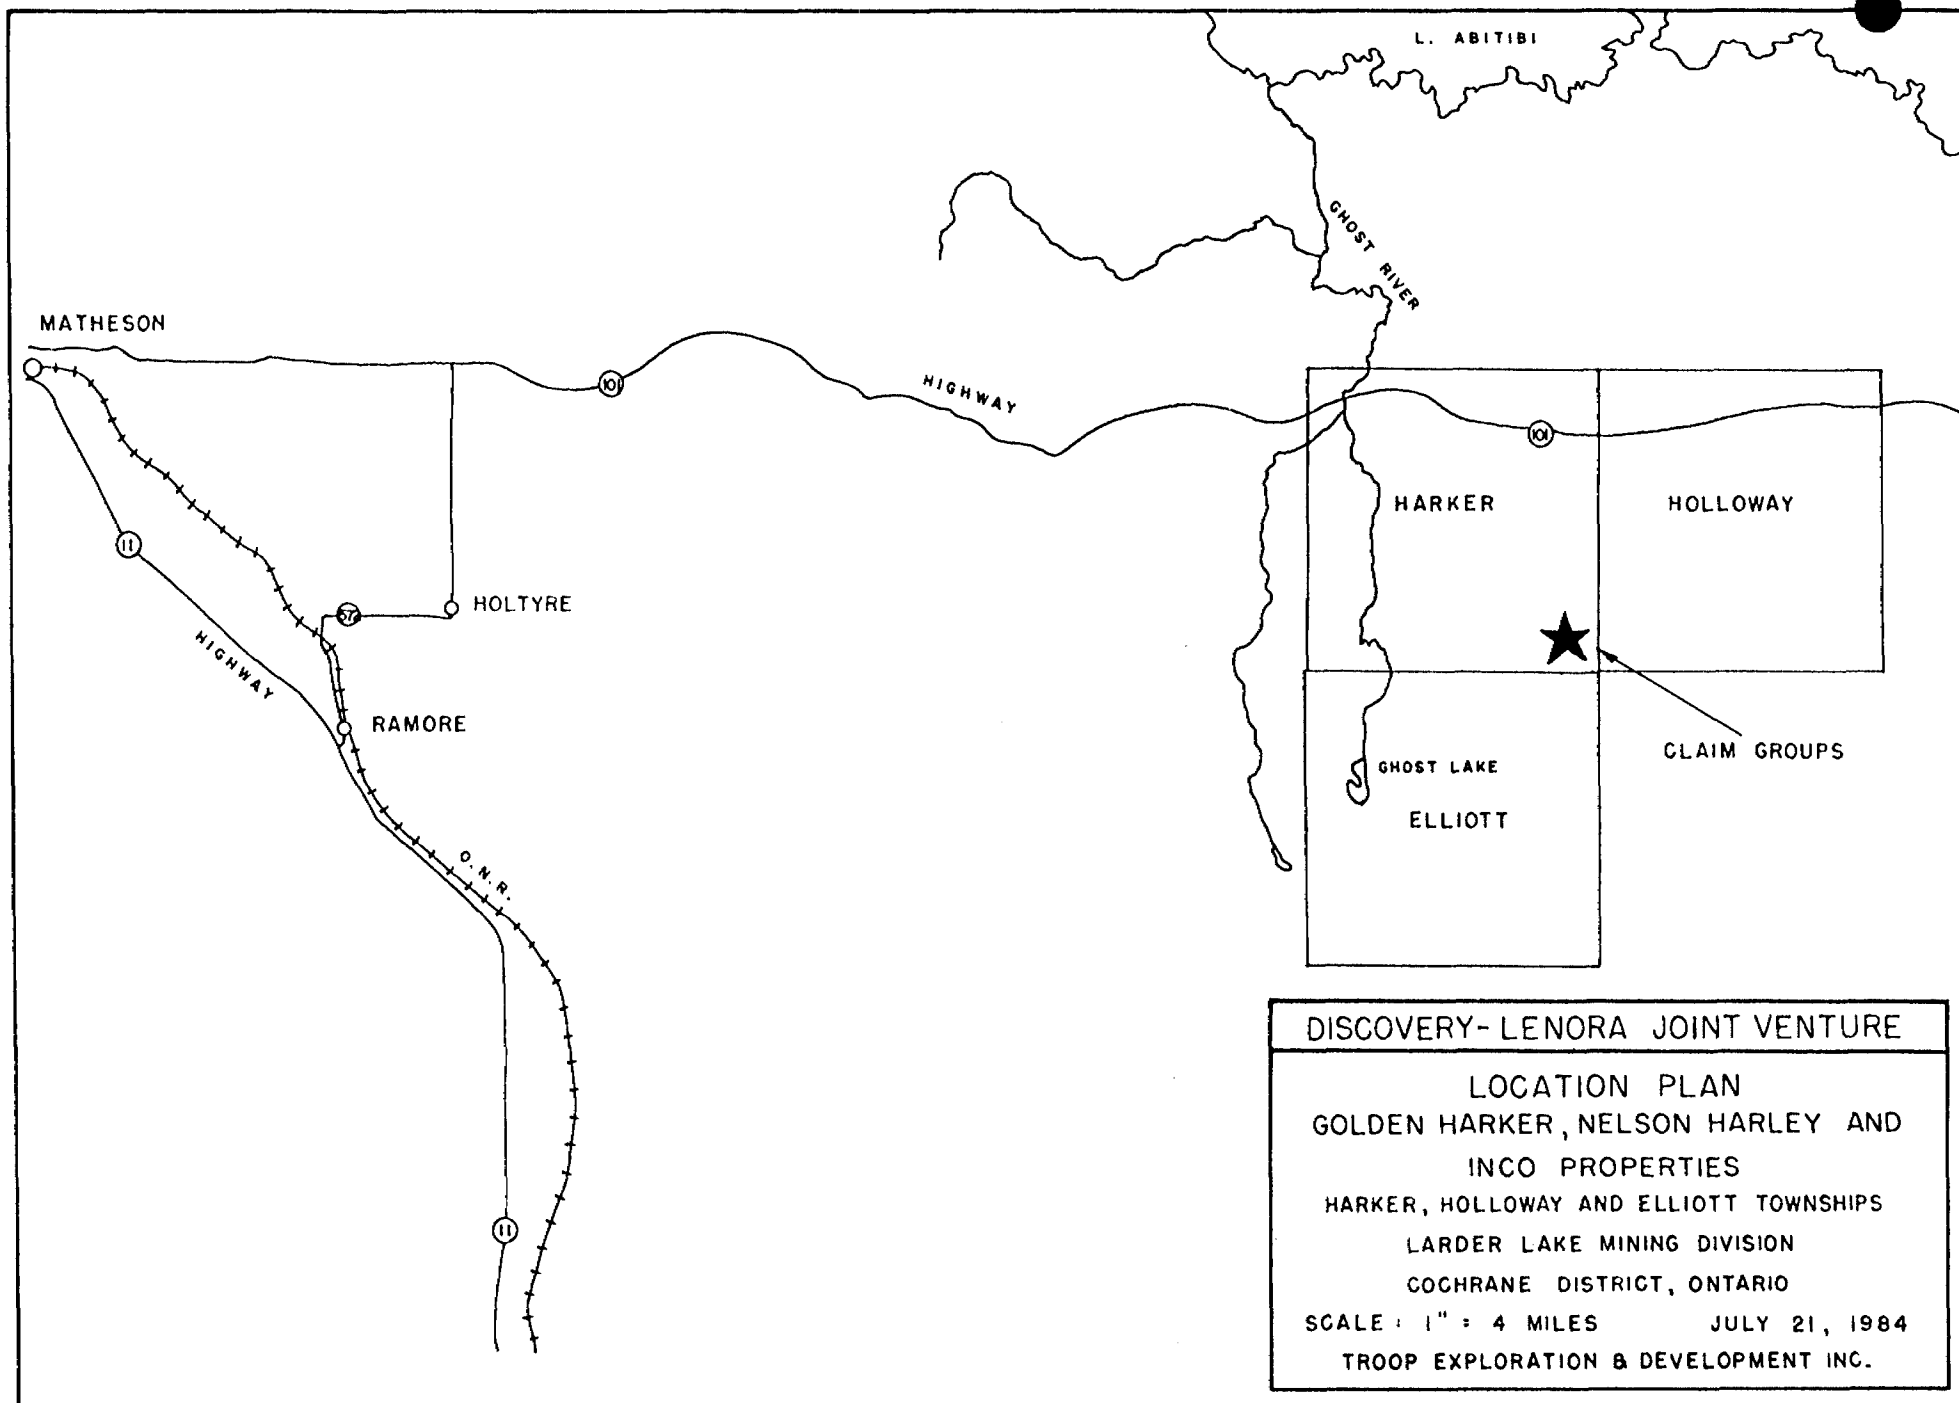 L. ABITIBI
GHOST RIVER
MATHESON
101
HIGHWAY
101
HARKER
HOLLOWAY
11
HOLTYRE
HIGHWAY
RAMORE
CLAIM GROUPS
GHOST LAKE
ELLIOTT
O.N.R.
11
DISCOVERY-LENORA JOINT VENTURE
LOCATION PLAN
GOLDEN HARKER, NELSON HARLEY AND
INCO PROPERTIES
HARKER, HOLLOWAY AND ELLIOTT TOWNSHIPS
LARDER LAKE MINING DIVISION
COCHRANE DISTRICT, ONTARIO
SCALE : 1" = 4 MILES JULY 21, 1984
TROOP EXPLORATION & DEVELOPMENT INC.